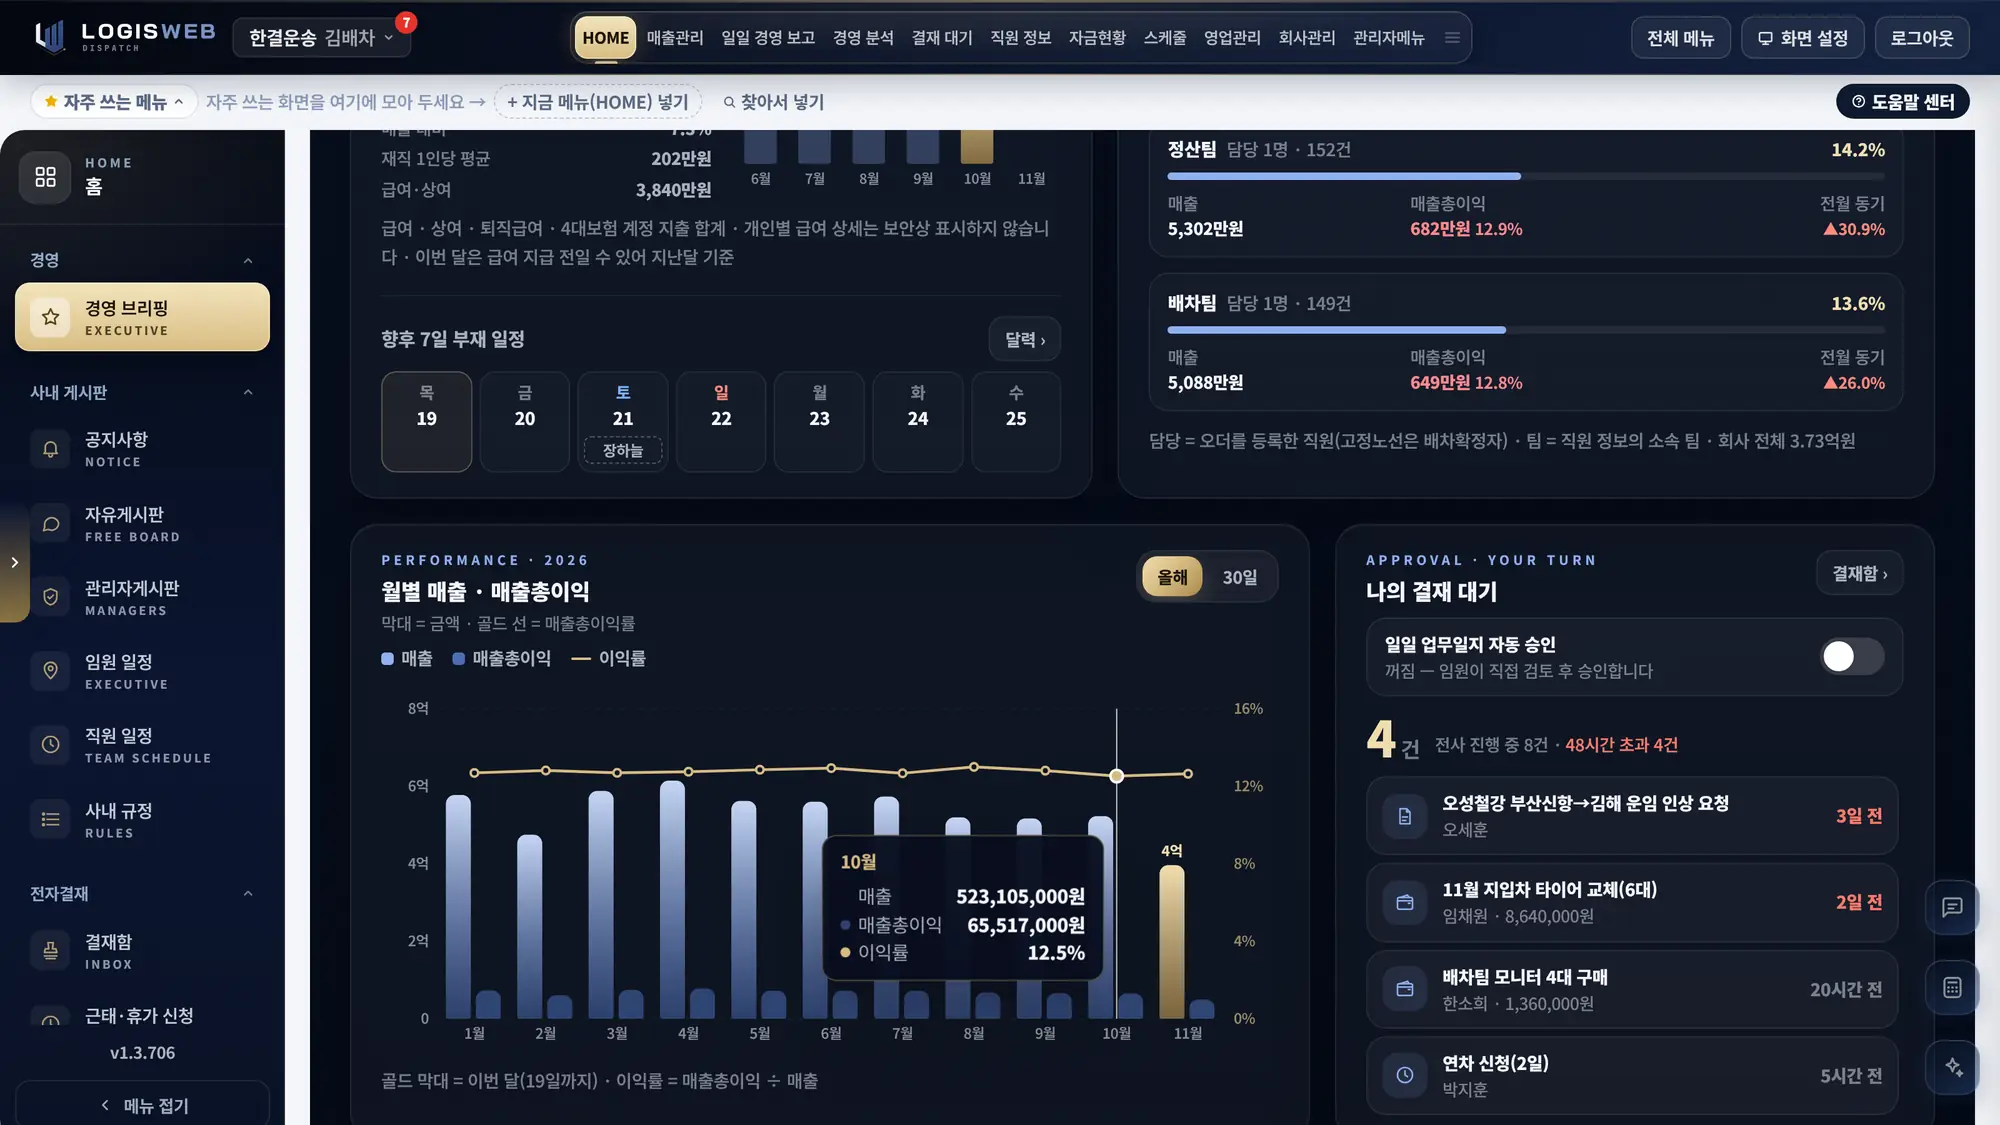 LOGISWEB
DISPATCH
한결운송 김배차
7
HOME 매출관리 일일 경영 보고 경영 분석 결재 대기 직원 정보 자금현황 스케줄 영업관리 회사관리 관리자메뉴
전체 메뉴 화면 설정 로그아웃
자주 쓰는 메뉴 자주 쓰는 화면을 여기에 모아 두세요 → + 지금 메뉴(HOME) 넣기 찾아서 넣기
도움말 센터
HOME
홈
경영
경영 브리핑
EXECUTIVE
사내 게시판
공지사항
NOTICE
자유게시판
FREE BOARD
관리자게시판
MANAGERS
임원 일정
EXECUTIVE
직원 일정
TEAM SCHEDULE
사내 규정
RULES
전자결재
결재함
INBOX
근태·휴가 신청
v1.3.706
메뉴 접기
매출 대비 7.3%
재직 1인당 평균 202만원
급여·상여 3,840만원
6월 7월 8월 9월 10월 11월
급여 · 상여 · 퇴직급여 · 4대보험 계정 지출 합계 · 개인별 급여 상세는 보안상 표시하지 않습니
다 · 이번 달은 급여 지급 전일 수 있어 지난달 기준
향후 7일 부재 일정
달력 ›
목 금 토 일 월 화 수
19 20 21 22 23 24 25
장하늘
정산팀 담당 1명 · 152건 14.2%
매출 매출총이익 전월 동기
5,302만원 682만원 12.9% ▲30.9%
배차팀 담당 1명 · 149건 13.6%
매출 매출총이익 전월 동기
5,088만원 649만원 12.8% ▲26.0%
담당 = 오더를 등록한 직원(고정노선은 배차확정자) · 팀 = 직원 정보의 소속 팀 · 회사 전체 3.73억원
PERFORMANCE · 2026
월별 매출 · 매출총이익
막대 = 금액 · 골드 선 = 매출총이익률
올해 30일
매출 매출총이익 이익률
8억 16%
6억 12%
4억 8%
2억 4%
0 0%
4억
10월
매출 523,105,000원
매출총이익 65,517,000원
이익률 12.5%
1월 2월 3월 4월 5월 6월 7월 8월 9월 10월 11월
골드 막대 = 이번 달(19일까지) · 이익률 = 매출총이익 ÷ 매출
APPROVAL · YOUR TURN
나의 결재 대기
결재함 ›
일일 업무일지 자동 승인
꺼짐 — 임원이 직접 검토 후 승인합니다
4건 전사 진행 중 8건 · 48시간 초과 4건
오성철강 부산신항→김해 운임 인상 요청
오세훈
3일 전
11월 지입차 타이어 교체(6대)
임채원 · 8,640,000원
2일 전
배차팀 모니터 4대 구매
한소희 · 1,360,000원
20시간 전
연차 신청(2일)
박지훈
5시간 전